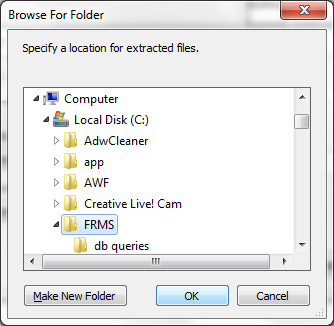 Browse For Folder
Specify a location for extracted files.
Computer
Local Disk (C:)
AdwCleaner
app
AWF
Creative Live! Cam
FRMS
db queries
Make New Folder
OK
Cancel